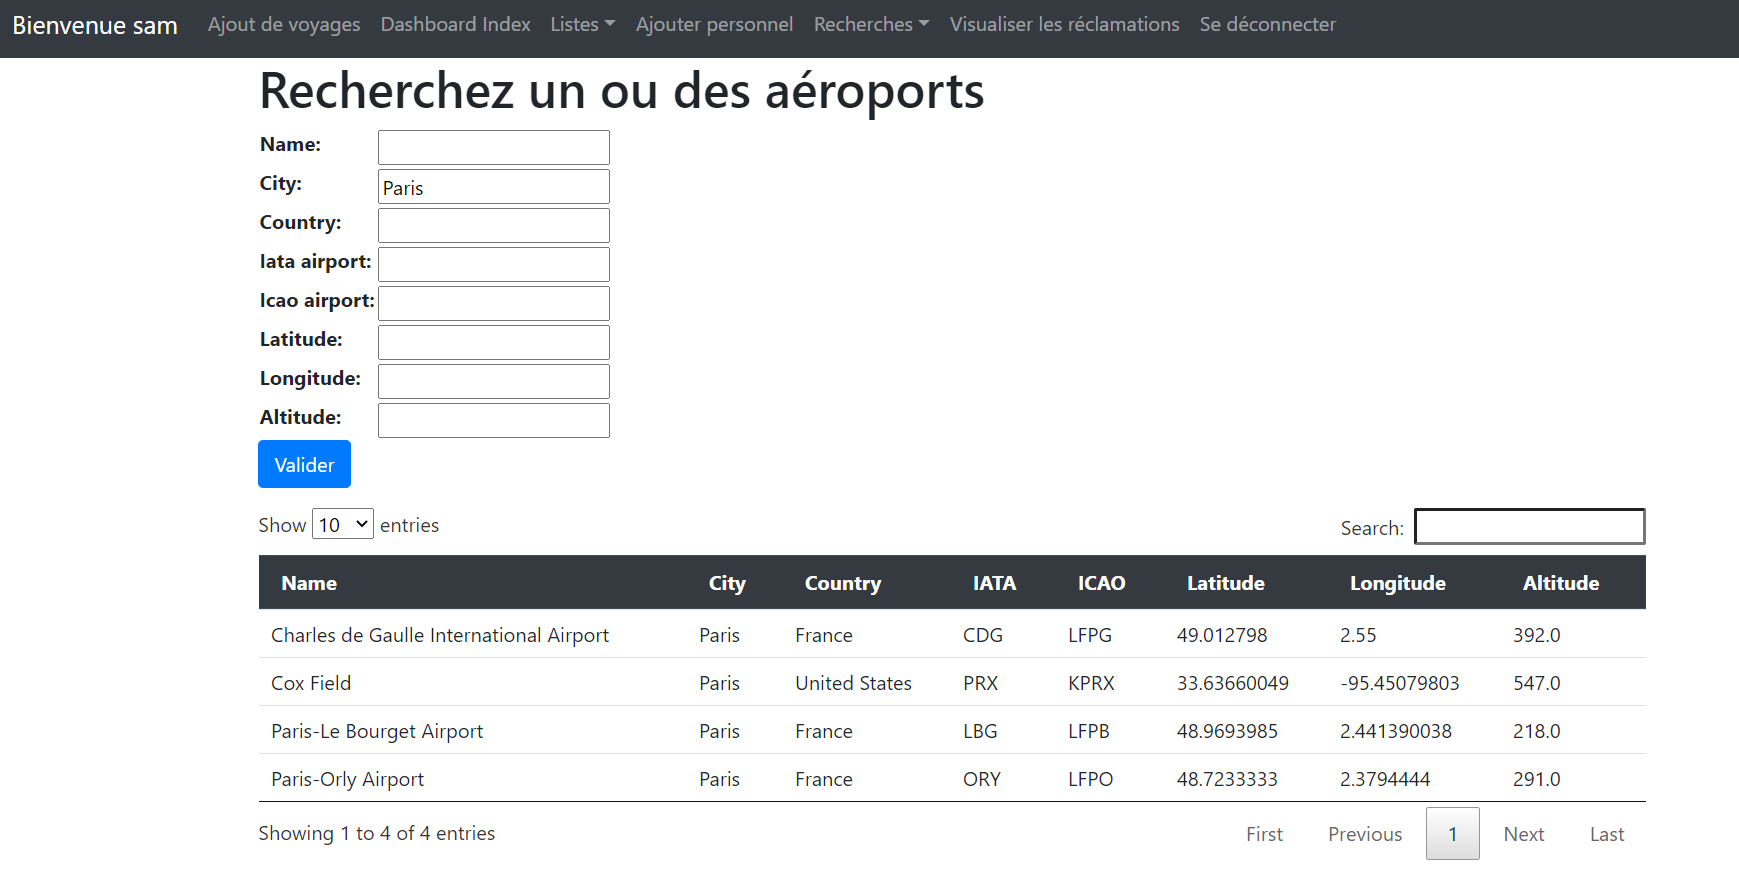 Bienvenue sam Ajout de voyages Dashboard Index Listes Ajouter personnel Recherches Visualiser les réclamations Se déconnecter
Recherchez un ou des aéroports
Name:
City: Paris
Country:
Iata airport:
Icao airport:
Latitude:
Longitude:
Altitude:
Valider
Show 10 entries Search:
Name City Country IATA ICAO Latitude Longitude Altitude
Charles de Gaulle International Airport Paris France CDG LFPG 49.012798 2.55 392.0
Cox Field Paris United States PRX KPRX 33.63660049 -95.45079803 547.0
Paris-Le Bourget Airport Paris France LBG LFPB 48.9693985 2.441390038 218.0
Paris-Orly Airport Paris France ORY LFPO 48.7233333 2.3794444 291.0
Showing 1 to 4 of 4 entries First Previous 1 Next Last